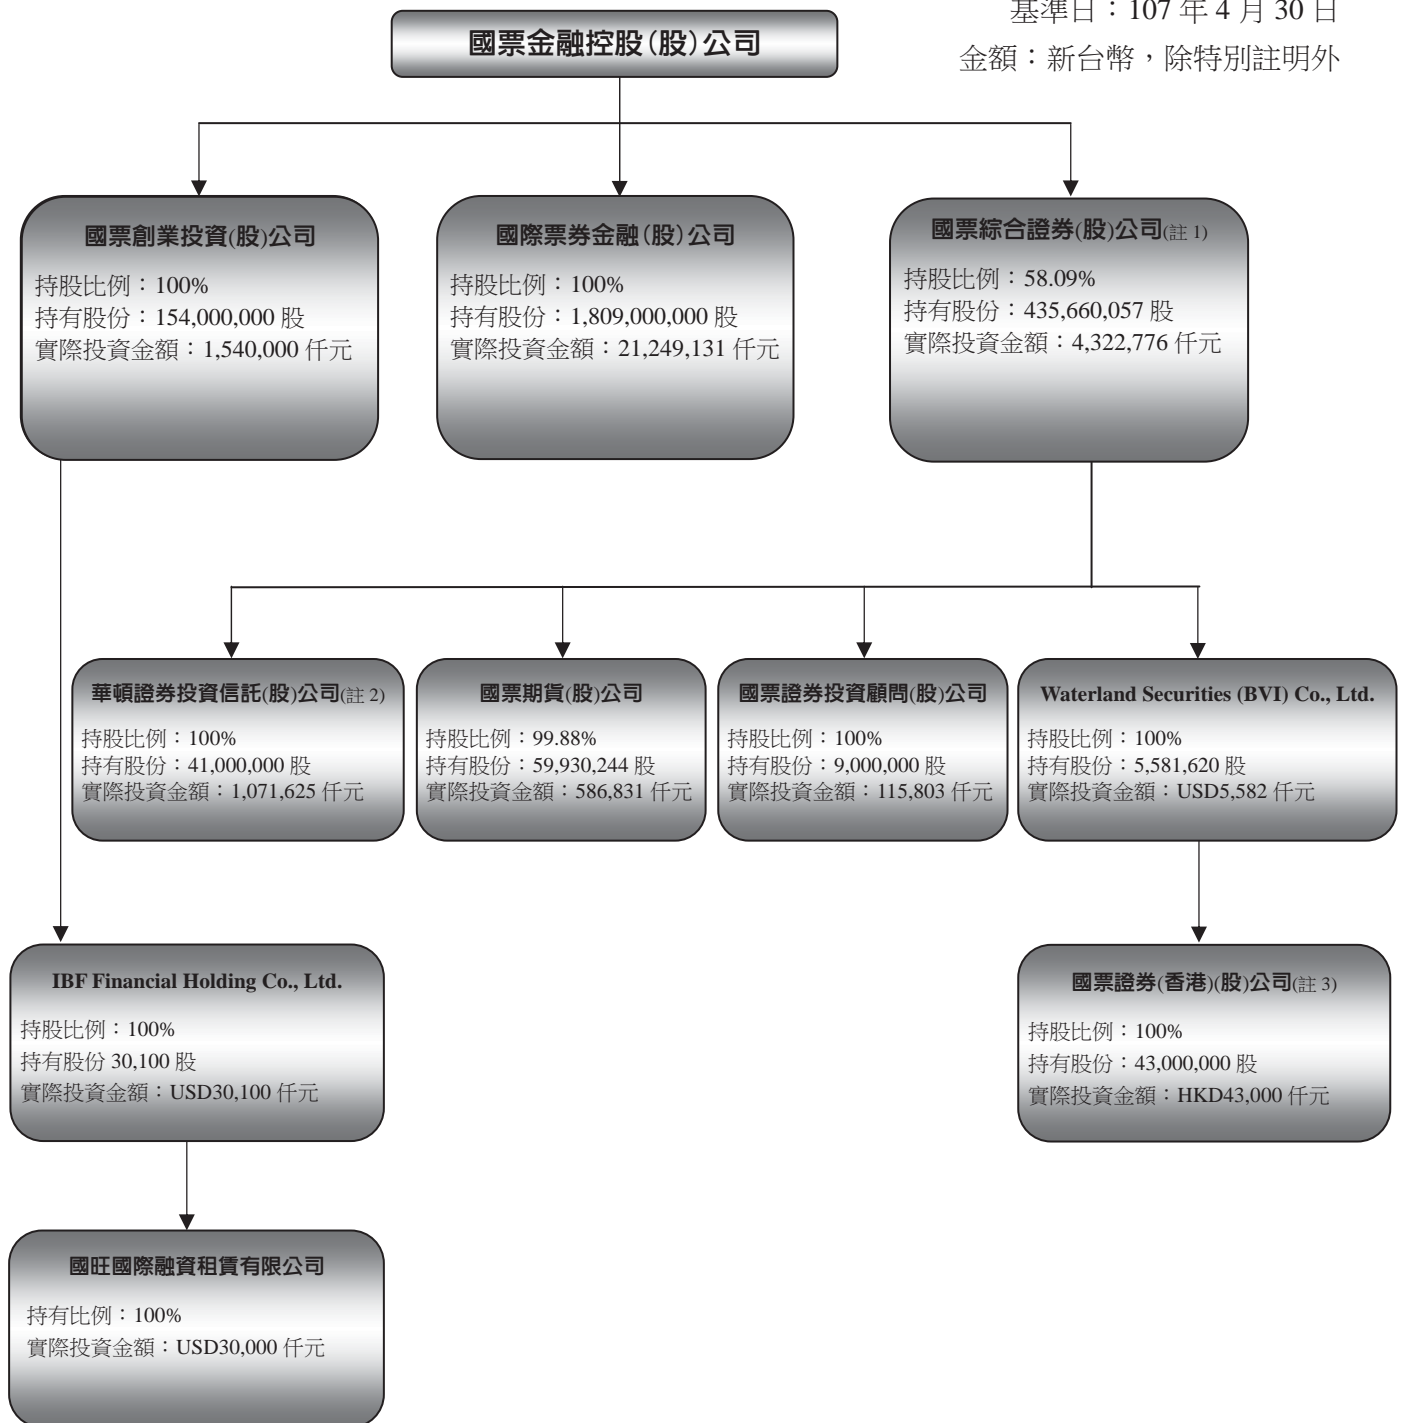 基準日：107 年 4 月 30 日
金額：新台幣，除特別註明外
國票金融控股(股)公司
國票創業投資(股)公司
持股比例：100%
持有股份：154,000,000 股
實際投資金額：1,540,000 仟元
國際票券金融(股)公司
持股比例：100%
持有股份：1,809,000,000 股
實際投資金額：21,249,131 仟元
國票綜合證券(股)公司(註 1)
持股比例：58.09%
持有股份：435,660,057 股
實際投資金額：4,322,776 仟元
華頓證券投資信託(股)公司(註 2)
持股比例：100%
持有股份：41,000,000 股
實際投資金額：1,071,625 仟元
國票期貨(股)公司
持股比例：99.88%
持有股份：59,930,244 股
實際投資金額：586,831 仟元
國票證券投資顧問(股)公司
持股比例：100%
持有股份：9,000,000 股
實際投資金額：115,803 仟元
Waterland Securities (BVI) Co., Ltd.
持股比例：100%
持有股份：5,581,620 股
實際投資金額：USD5,582 仟元
IBF Financial Holding Co., Ltd.
持股比例：100%
持有股份 30,100 股
實際投資金額：USD30,100 仟元
國票證券(香港)(股)公司(註 3)
持股比例：100%
持有股份：43,000,000 股
實際投資金額：HKD43,000 仟元
國旺國際融資租賃有限公司
持有比例：100%
實際投資金額：USD30,000 仟元